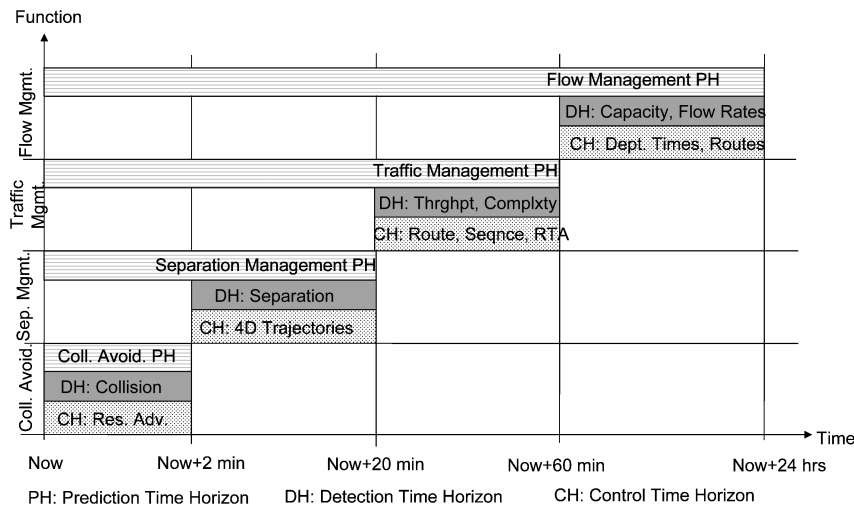 Function
Flow Mgmt.
Flow Management PH
DH: Capacity, Flow Rates
CH: Dept. Times, Routes
Traffic
Mgmt.
Traffic Management PH
DH: Thrghpt, Complxty
CH: Route, Seqnce, RTA
Sep. Mgmt.
Separation Management PH
DH: Separation
CH: 4D Trajectories
Coll. Avoid.
Coll. Avoid. PH
DH: Collision
CH: Res. Adv.
Time
Now Now+2 min Now+20 min Now+60 min Now+24 hrs
PH: Prediction Time Horizon DH: Detection Time Horizon CH: Control Time Horizon